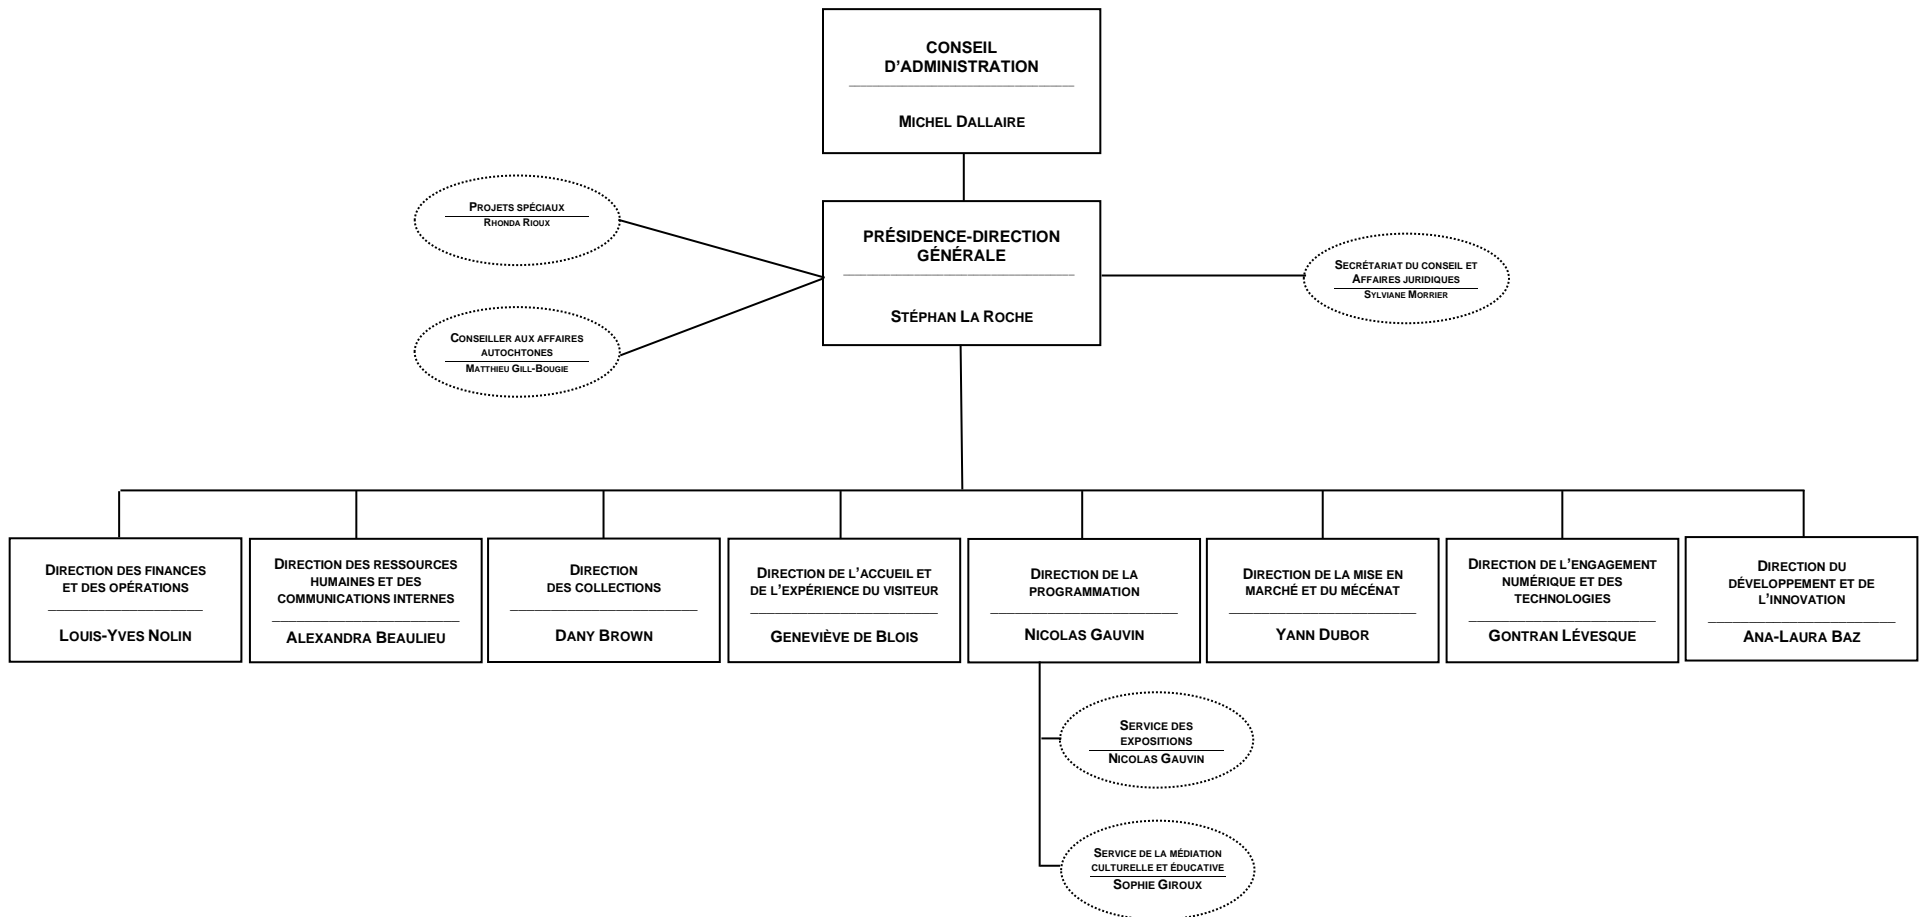 CONSEIL
D'ADMINISTRATION
MICHEL DALLAIRE
PROJETS SPÉCIAUX
RHONDA RIOUX
PRÉSIDENCE-DIRECTION
GÉNÉRALE
STÉPHAN LA ROCHE
SECRÉTARIAT DU CONSEIL ET
AFFAIRES JURIDIQUES
SYLVIANE MORRIER
CONSEILLER AUX AFFAIRES
AUTOCHTONES
MATTHIEU GILL-BOUGIE
DIRECTION DES FINANCES
ET DES OPÉRATIONS
LOUIS-YVES NOLIN
DIRECTION DES RESSOURCES
HUMAINES ET DES
COMMUNICATIONS INTERNES
ALEXANDRA BEAULIEU
DIRECTION
DES COLLECTIONS
DANY BROWN
DIRECTION DE L'ACCUEIL ET
DE L'EXPÉRIENCE DU VISITEUR
GENEVIÈVE DE BLOIS
DIRECTION DE LA
PROGRAMMATION
NICOLAS GAUVIN
DIRECTION DE LA MISE EN
MARCHÉ ET DU MÉCÉNAT
YANN DUBOR
DIRECTION DE L'ENGAGEMENT
NUMÉRIQUE ET DES
TECHNOLOGIES
GONTRAN LÉVESQUE
DIRECTION DU
DÉVELOPPEMENT ET DE
L'INNOVATION
ANA-LAURA BAZ
SERVICE DES
EXPOSITIONS
NICOLAS GAUVIN
SERVICE DE LA MÉDIATION
CULTURELLE ET ÉDUCATIVE
SOPHIE GIROUX